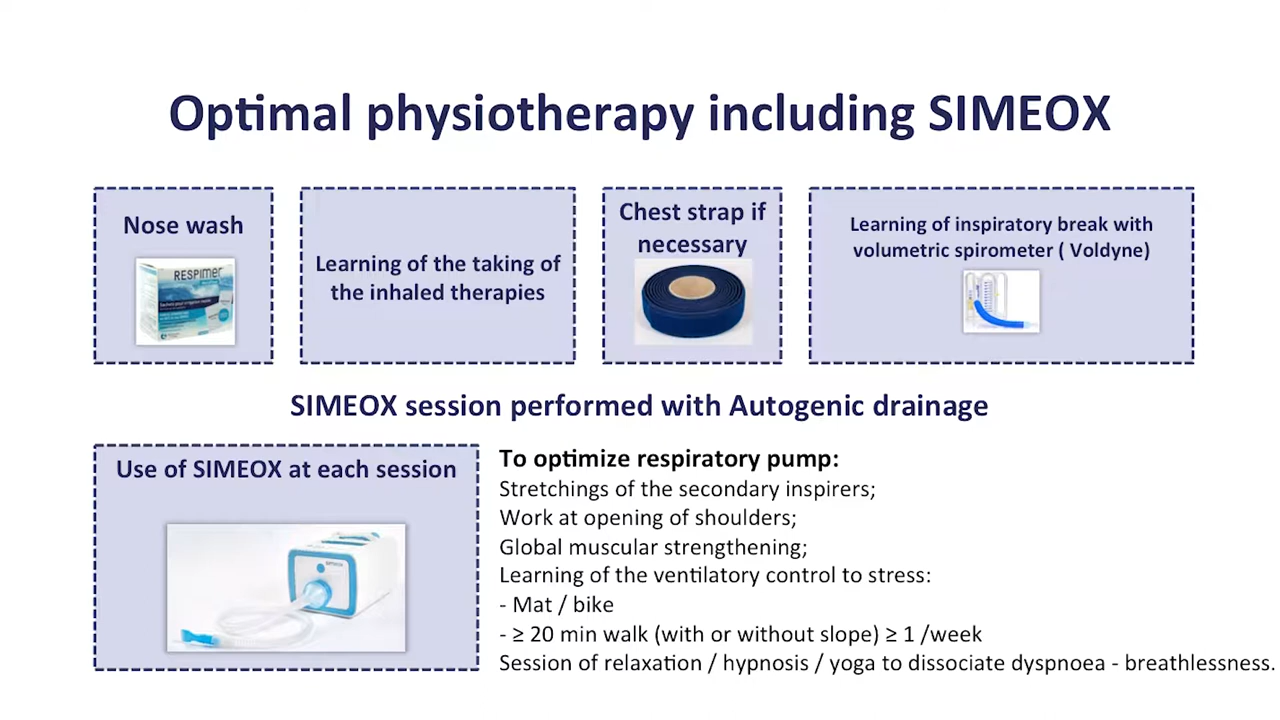 Optimal physiotherapy including SIMEOX
Nose wash
RESPIMER
Learning of the taking of
the inhaled therapies
Chest strap if
necessary
Learning of inspiratory break with
volumetric spirometer ( Voldyne)
SIMEOX session performed with Autogenic drainage
Use of SIMEOX at each session
To optimize respiratory pump:
Stretchings of the secondary inspirers;
Work at opening of shoulders;
Global muscular strengthening;
Learning of the ventilatory control to stress:
- Mat / bike
- ≥ 20 min walk (with or without slope) ≥ 1 /week
Session of relaxation / hypnosis / yoga to dissociate dyspnoea - breathlessness.